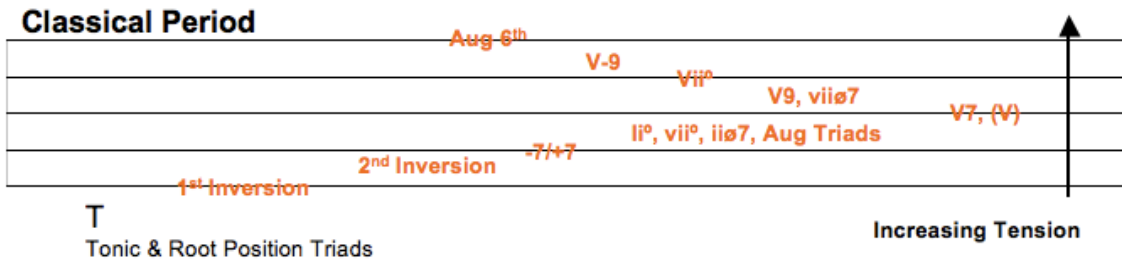 Classical Period
Aug 6th
V-9
Viiº
V9, viiø7
V7, (V)
Iiº, viiº, iiø7, Aug Triads
-7/+7
2nd Inversion
1st Inversion
T
Tonic & Root Position Triads
Increasing Tension